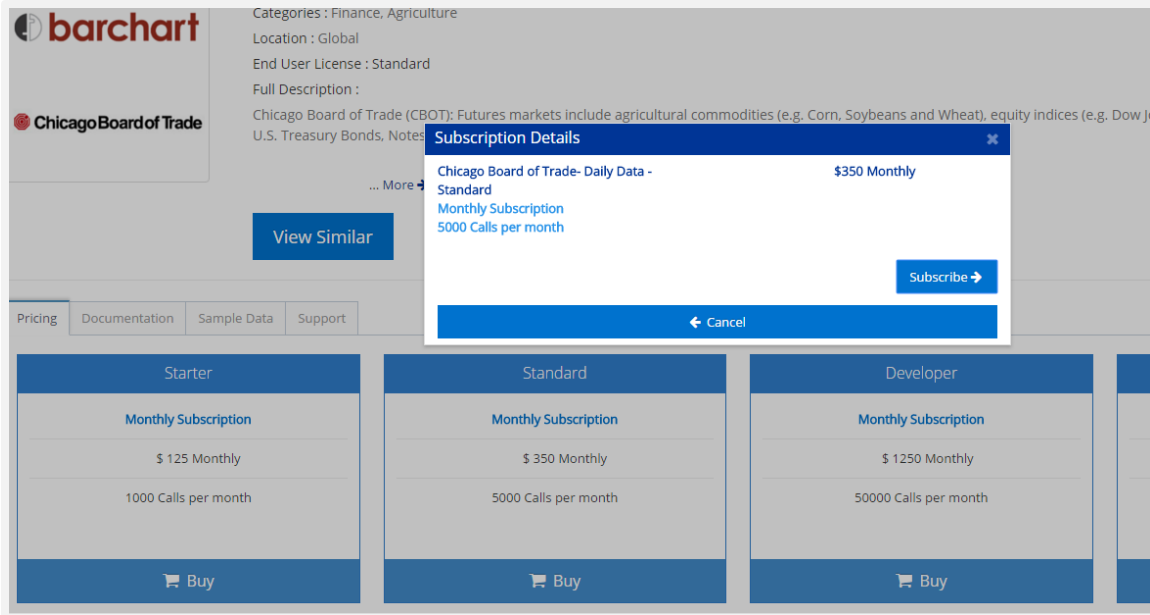 barchart
Chicago Board of Trade
Categories : Finance, Agriculture
Location : Global
End User License : Standard
Full Description :
Chicago Board of Trade (CBOT): Futures markets include agricultural commodities (e.g. Corn, Soybeans and Wheat), equity indices (e.g. Dow
U.S. Treasury Bonds, Notes
... More
View Similar
Subscription Details
Chicago Board of Trade- Daily Data -
Standard
$350 Monthly
Monthly Subscription
5000 Calls per month
Subscribe
Cancel
Pricing Documentation Sample Data Support
Starter
Monthly Subscription
$ 125 Monthly
1000 Calls per month
Buy
Standard
Monthly Subscription
$ 350 Monthly
5000 Calls per month
Buy
Developer
Monthly Subscription
$ 1250 Monthly
50000 Calls per month
Buy